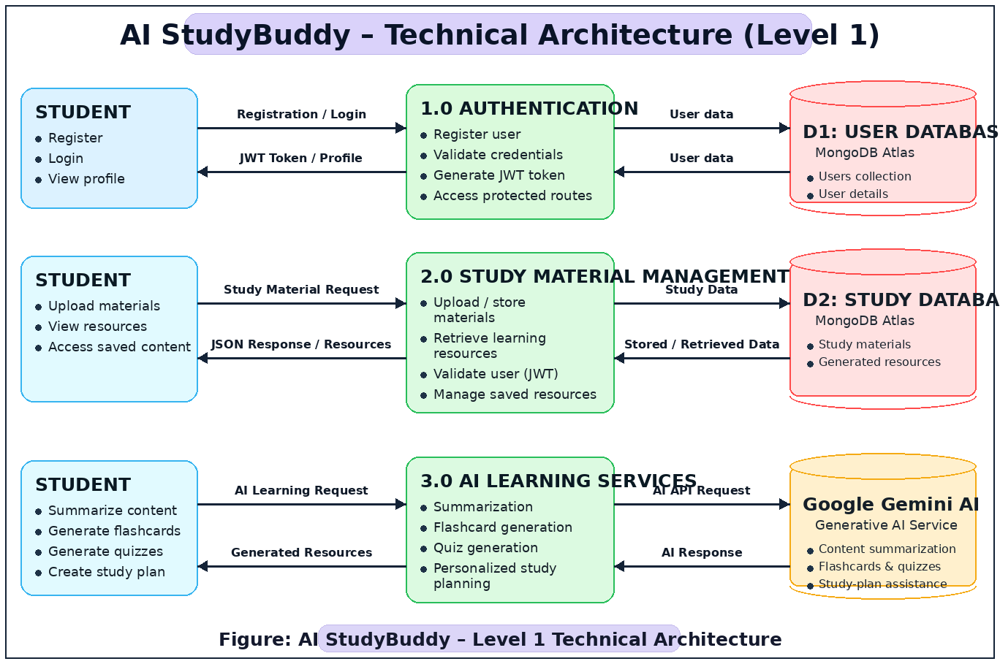 AI StudyBuddy – Technical Architecture (Level 1)
STUDENT
● Register
● Login
● View profile
Registration / Login
JWT Token / Profile
1.0 AUTHENTICATION
● Register user
● Validate credentials
● Generate JWT token
● Access protected routes
User data
User data
D1: USER DATABAS
MongoDB Atlas
● Users collection
● User details
STUDENT
● Upload materials
● View resources
● Access saved content
Study Material Request
JSON Response / Resources
2.0 STUDY MATERIAL MANAGEMENT
● Upload / store
materials
● Retrieve learning
resources
● Validate user (JWT)
● Manage saved resources
Study Data
Stored / Retrieved Data
D2: STUDY DATABA
MongoDB Atlas
● Study materials
● Generated resources
STUDENT
● Summarize content
● Generate flashcards
● Generate quizzes
● Create study plan
AI Learning Request
Generated Resources
3.0 AI LEARNING SERVICES
● Summarization
● Flashcard generation
● Quiz generation
● Personalized study
planning
AI API Request
AI Response
Google Gemini AI
Generative AI Service
● Content summarization
● Flashcards & quizzes
● Study-plan assistance
Figure: AI StudyBuddy – Level 1 Technical Architecture